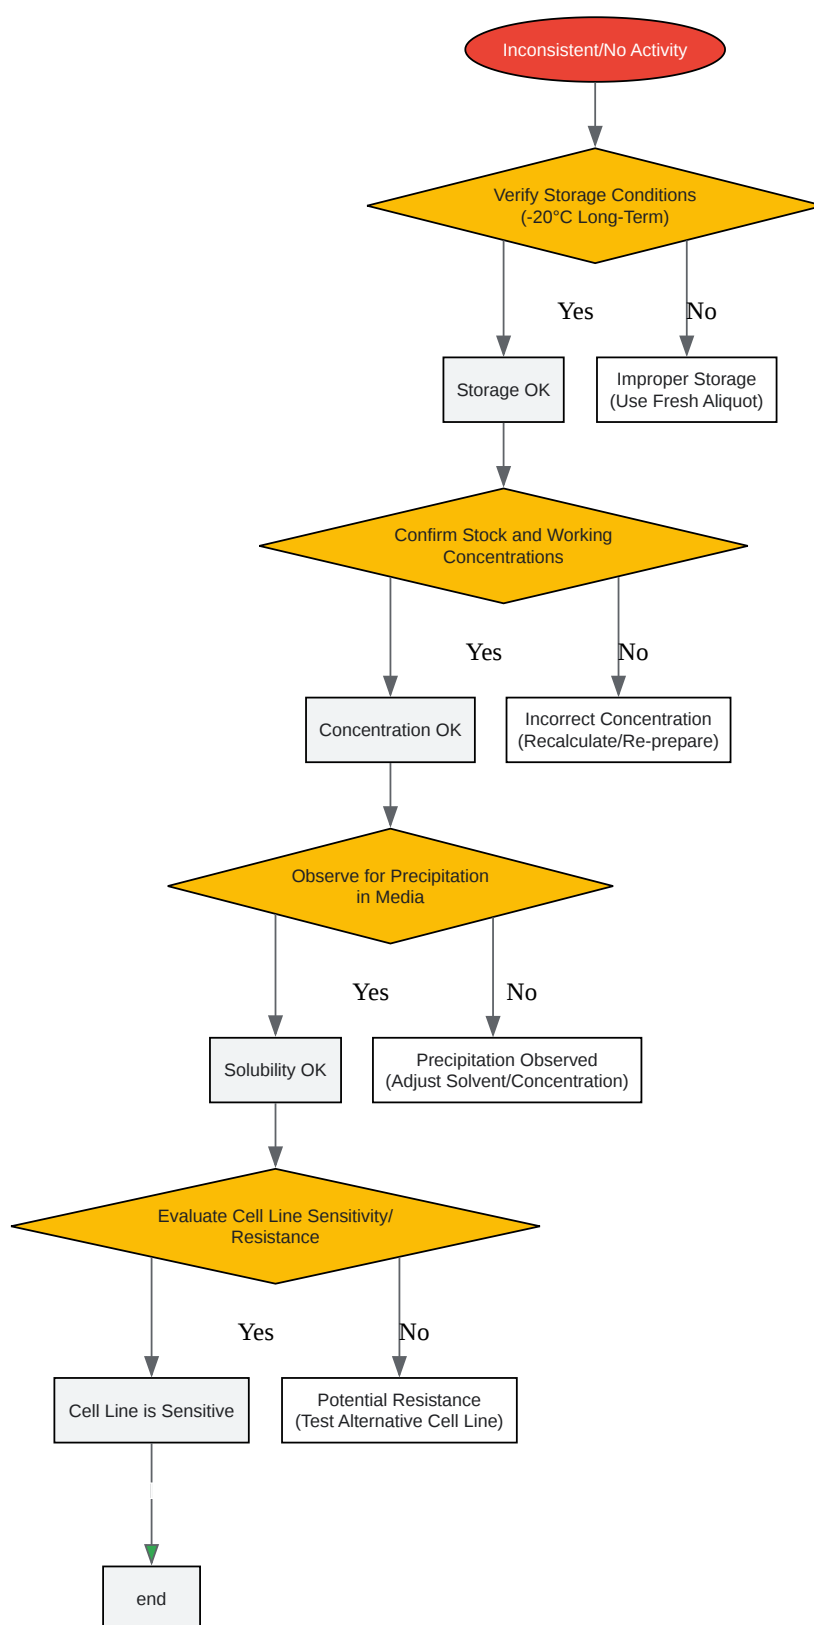 Inconsistent/No Activity
Verify Storage Conditions
(-20°C Long-Term)
Yes
No
Storage OK
Improper Storage
(Use Fresh Aliquot)
Confirm Stock and Working
Concentrations
Yes
No
Concentration OK
Incorrect Concentration
(Recalculate/Re-prepare)
Observe for Precipitation
in Media
Yes
No
Solubility OK
Precipitation Observed
(Adjust Solvent/Concentration)
Evaluate Cell Line Sensitivity/
Resistance
Yes
No
Cell Line is Sensitive
Potential Resistance
(Test Alternative Cell Line)
end